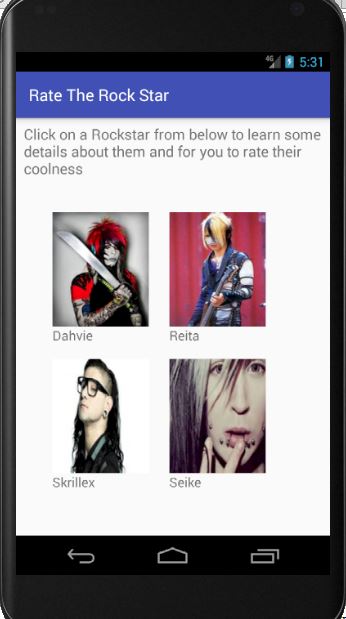 4G 5:31
Rate The Rock Star
Click on a Rockstar from below to learn some
details about them and for you to rate their
coolness
Dahvie Reita
Skrillex Seike